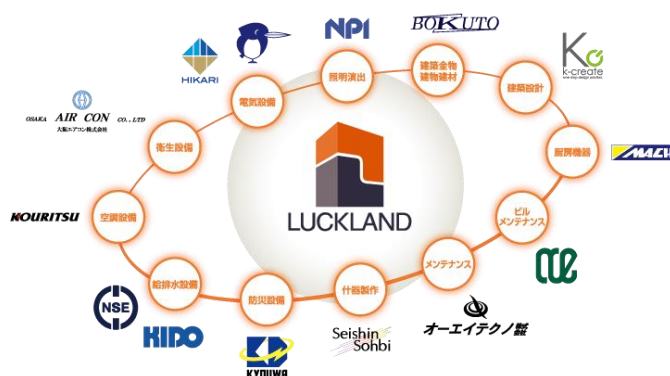 NPI
BOKUTO
K
k-create
HIKARI
電気設備
照明演出
建築金物
建物建材
建築設計
OSAKA AIR CON CO., LTD
大阪エアコン株式会社
衛生設備
厨房機器
LUCKLAND
KOURITSU
空調設備
ビル
メンテナンス
給排水設備
防災設備
什器製作
メンテナンス
NSE
KIDO
KYOUWA
Seishin
Sohbi
オーエイテクノ